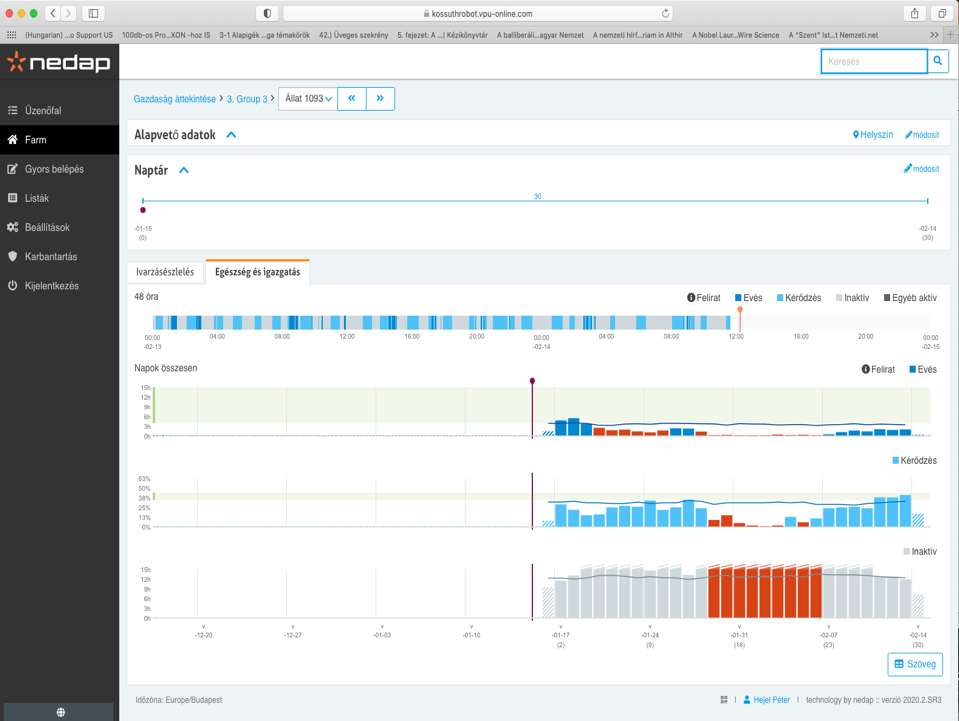 kossuthrobot.vpu-online.com
(Hungarian) ...o Support US 100db-os Pro...XON -hoz IS 3-1 Alapigék ...ga témakörök 42.) Üveges szekrény 5. fejezet: A ...| Kézikönyvtár A balliberáli...agyar Nemzet A nemzeti hírf...riam in Althir A Nobel Laur...Wire Science A "Szent" Ist...t Nemzeti.net
nedap
Keresés
Üzenőfal
Farm
Gyors belépés
Listák
Beállítások
Karbantartás
Kijelentkezés
Gazdaság áttekintése > 3. Group 3 > Állat 1093 « »
Alapvető adatok
Helyszín módosít
Naptár
módosít
30
-01-15
(0)
-02-14
(30)
Ivarzásészlelés Egészség és igazgatás
48 óra
Felirat Evés Kérődzés Inaktív Egyéb aktív
00:00 04:00 08:00 12:00 16:00 20:00 00:00 04:00 08:00 12:00 16:00 20:00 00:00
-02-13 -02-14 -02-15
Napok összesen
Felirat Evés
15h
12h
9h
6h
3h
0h
Kérődzés
63%
50%
38%
25%
13%
0%
Inaktív
15h
12h
9h
6h
3h
0h
v v v v v v v v v
-12-20 -12-27 -01-03 -01-10 -01-17 -01-24 -01-31 -02-07 -02-14
(2) (9) (16) (23) (30)
Szöveg
Időzóna: Europe/Budapest
| Hejel Péter | technology by nedap :: verzió 2020.2.SR3